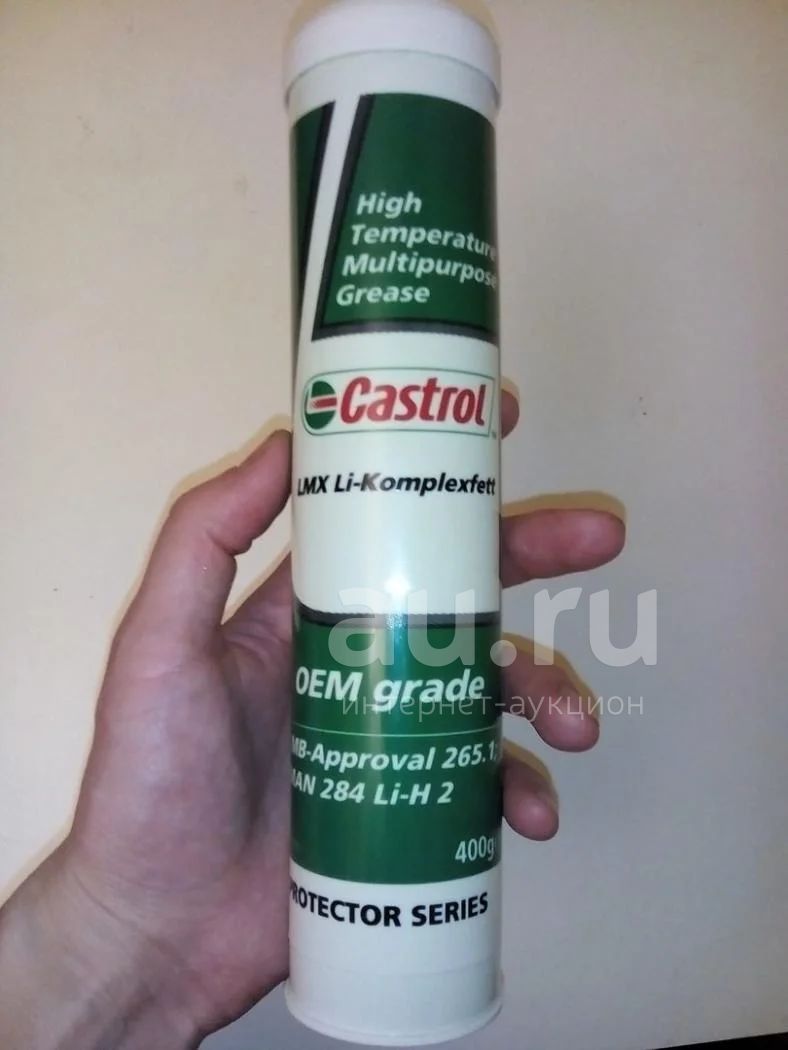 High
Temperature
Multipurpose
Grease
Castrol
LMX Li-Komplexfett
au.ru
интернет-аукцион
OEM grade
MB-Approval 265.1;
MAN 284 Li-H 2
400g
PROTECTOR SERIES